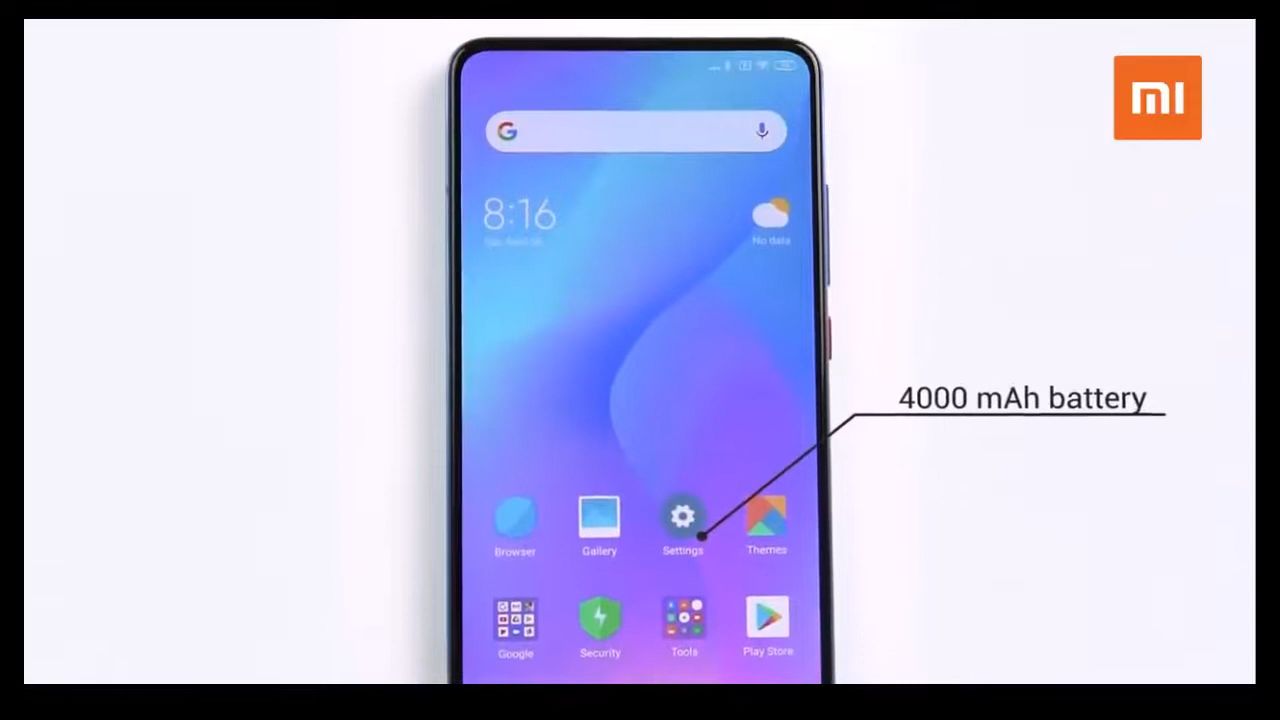 mi
8:16
No data
4000 mAh battery
Browser
Gallery
Settings
Themes
Google
Security
Tools
Play Store